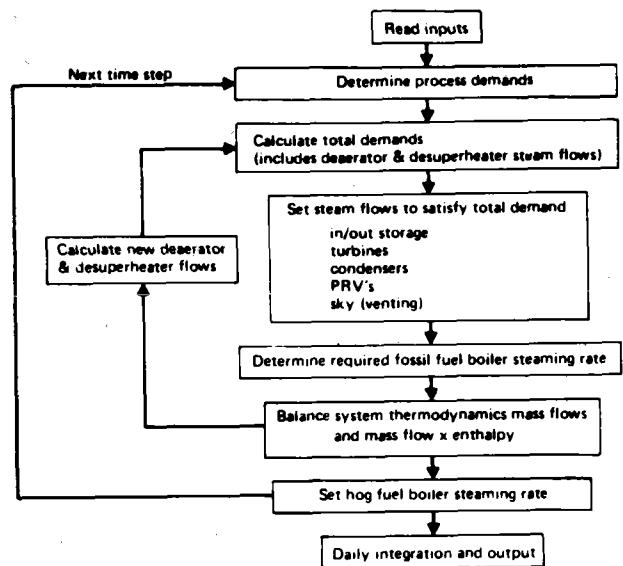 Read inputs
Next time step
Determine process demands
Calculate total demands
(includes deaerator & desuperheater steam flows)
Set steam flows to satisfy total demand
in/out storage
turbines
condensers
PRV's
sky (venting)
Calculate new deaerator
& desuperheater flows
Determine required fossil fuel boiler steaming rate
Balance system thermodynamics mass flows
and mass flow x enthalpy
Set hog fuel boiler steaming rate
Daily integration and output